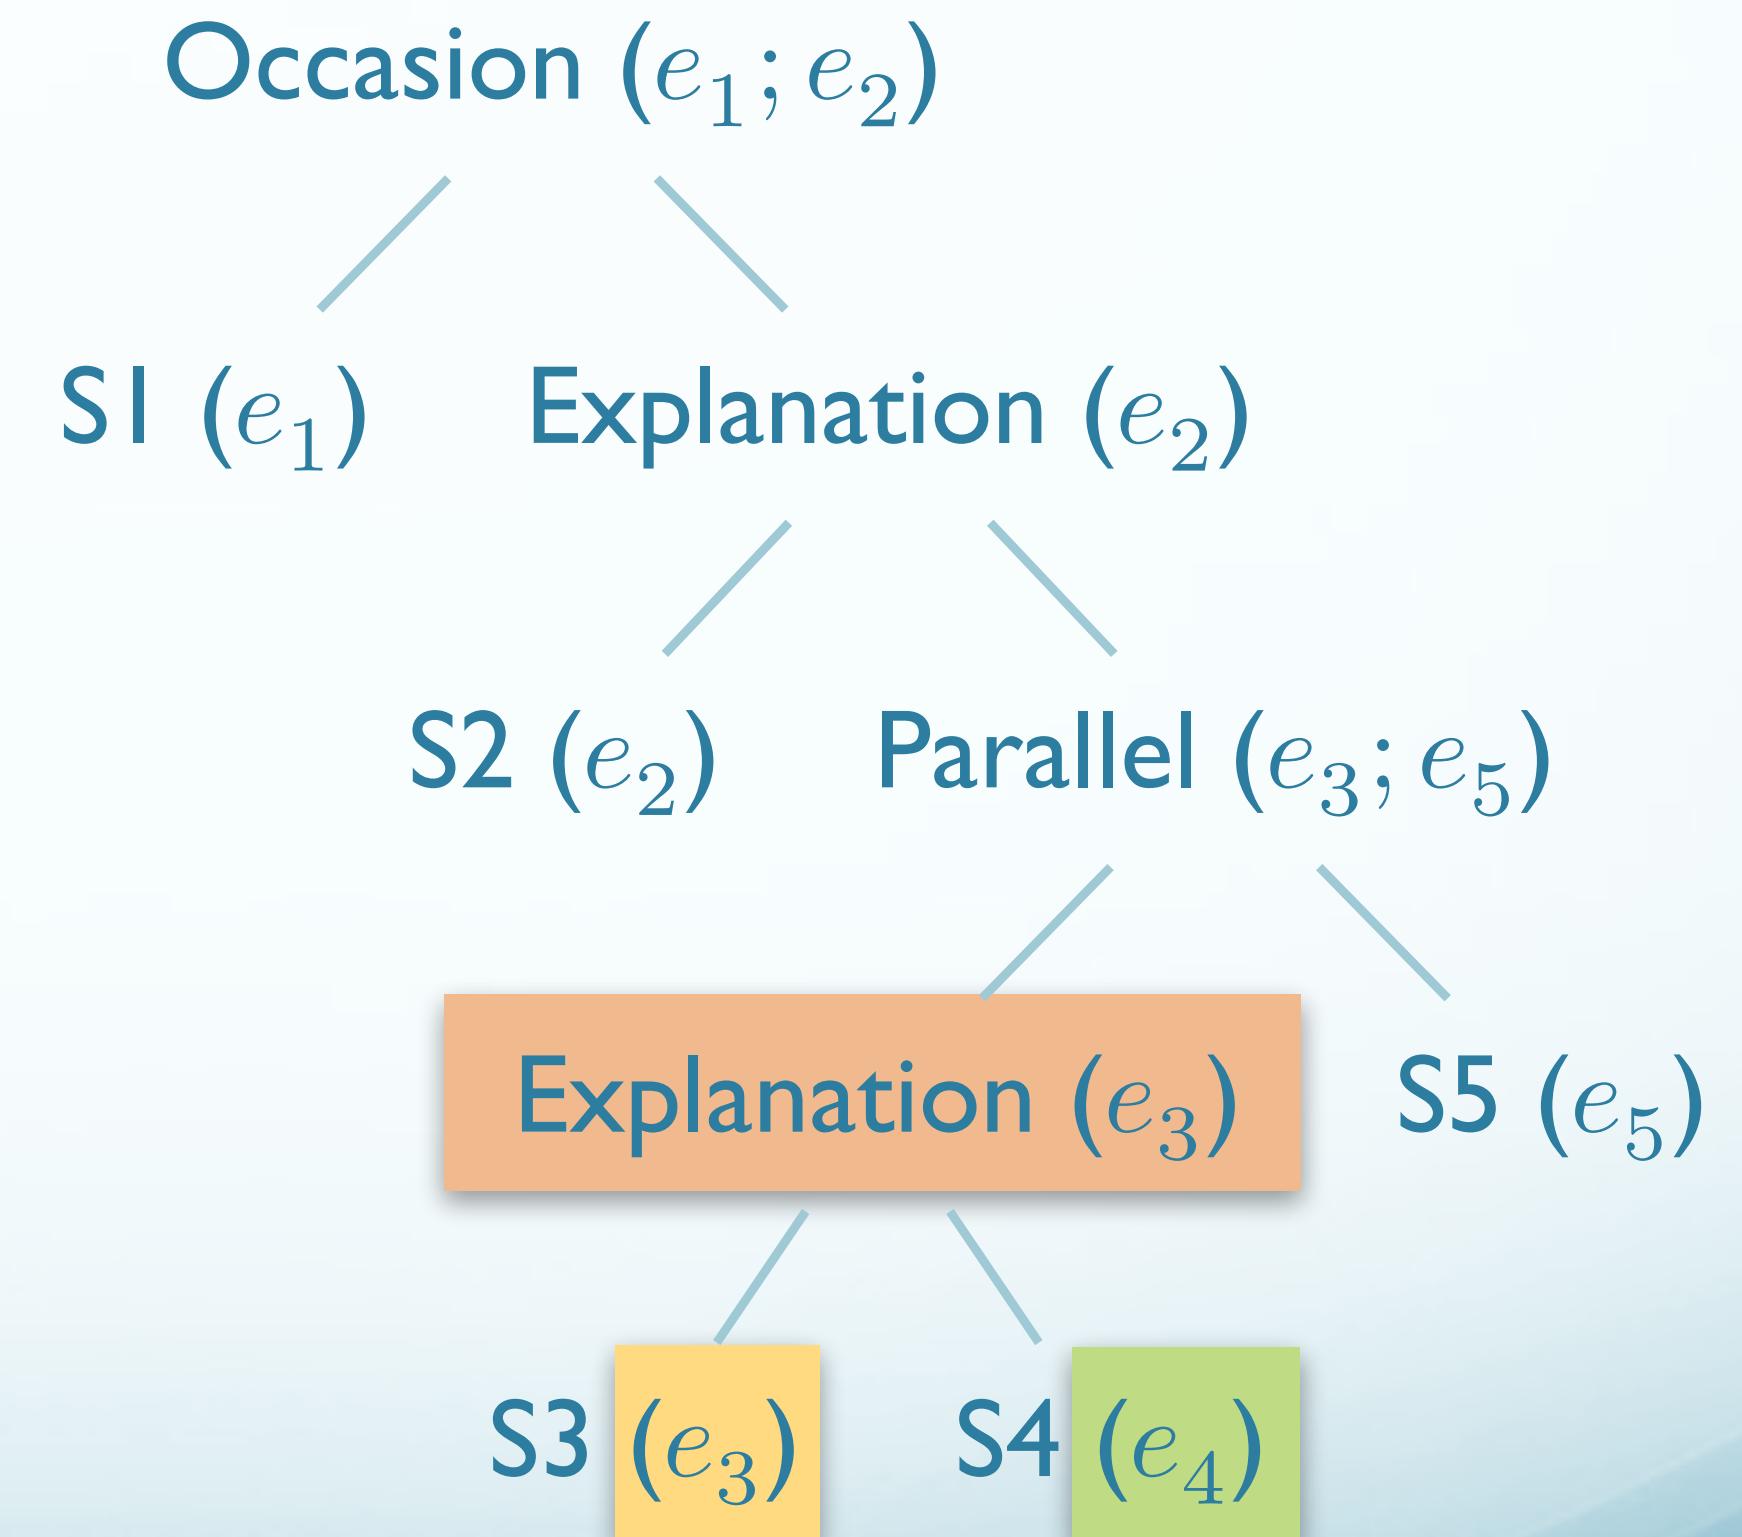 Occasion (e₁; e₂)
S1 (e₁) Explanation (e₂)
S2 (e₂) Parallel (e₃; e₅)
Explanation (e₃) S5 (e₅)
S3 (e₃) S4 (e₄)